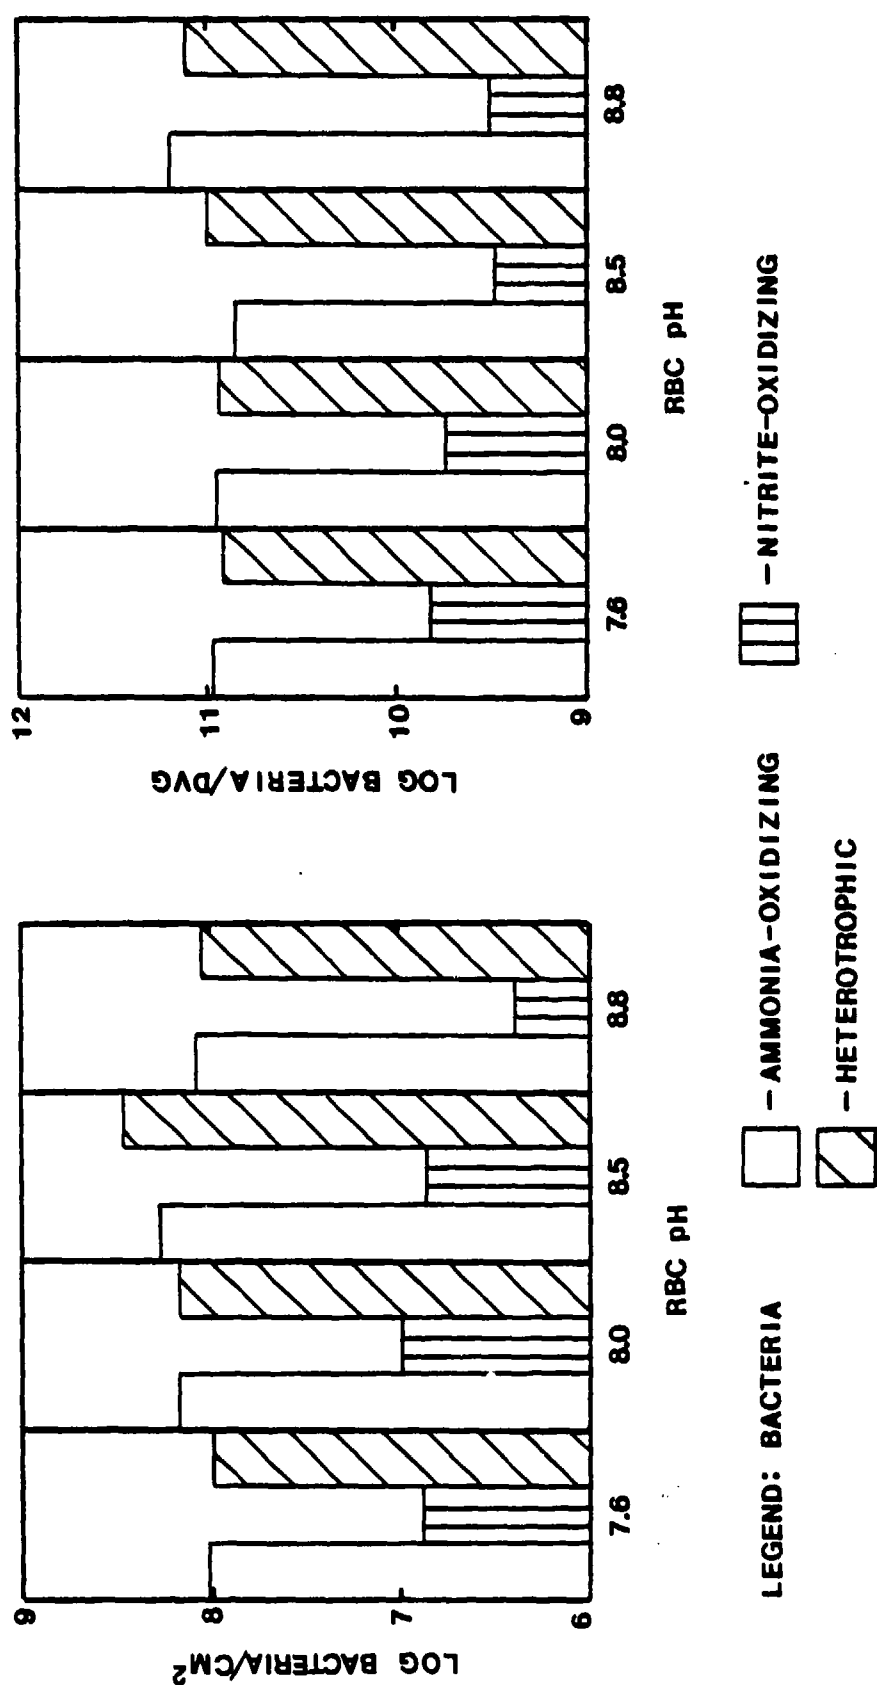 LOG BACTERIA/CM²
9
8
7
6
7.6 8.0 8.5 8.8
RBC pH
LOG BACTERIA/DVG
12
11
10
9
7.6 8.0 8.5 8.8
RBC pH
LEGEND: BACTERIA
– AMMONIA-OXIDIZING
– NITRITE-OXIDIZING
– HETEROTROPHIC